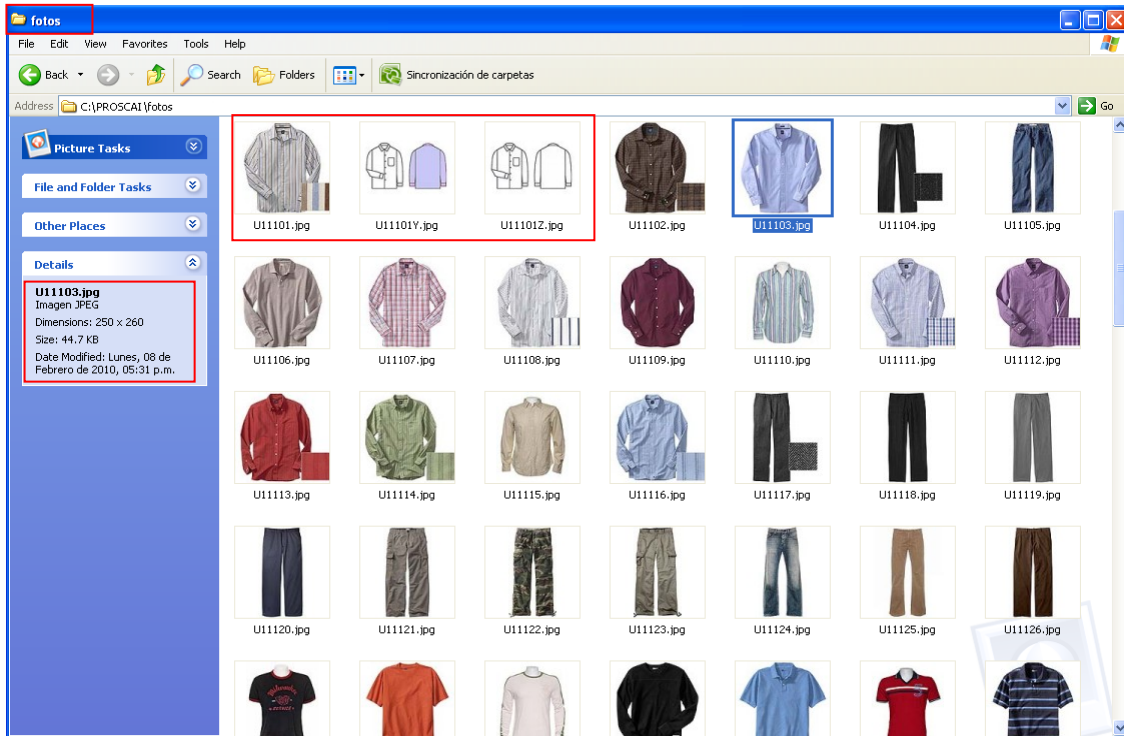 fotos
File Edit View Favorites Tools Help
Back Search Folders Sincronización de carpetas
Address C:\PROSCAI\fotos Go
Picture Tasks
File and Folder Tasks
Other Places
Details
U11103.jpg
Imagen JPEG
Dimensions: 250 x 260
Size: 44.7 KB
Date Modified: Lunes, 08 de
Febrero de 2010, 05:31 p.m.
U11101.jpg U11101Y.jpg U11101Z.jpg U11102.jpg U11103.jpg U11104.jpg U11105.jpg
U11106.jpg U11107.jpg U11108.jpg U11109.jpg U11110.jpg U11111.jpg U11112.jpg
U11113.jpg U11114.jpg U11115.jpg U11116.jpg U11117.jpg U11118.jpg U11119.jpg
U11120.jpg U11121.jpg U11122.jpg U11123.jpg U11124.jpg U11125.jpg U11126.jpg